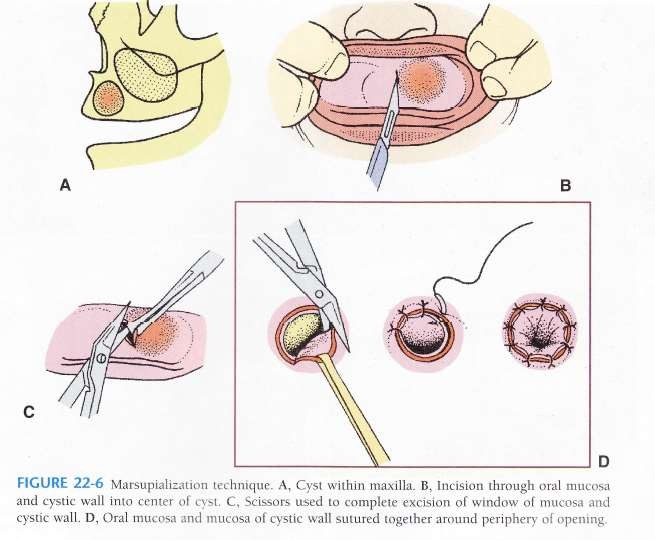 A
B
C
D
FIGURE 22-6 Marsupialization technique. A, Cyst within maxilla. B, Incision through oral mucosa
and cystic wall into center of cyst. C, Scissors used to complete excision of window of mucosa and
cystic wall. D, Oral mucosa and mucosa of cystic wall sutured together around periphery of opening.